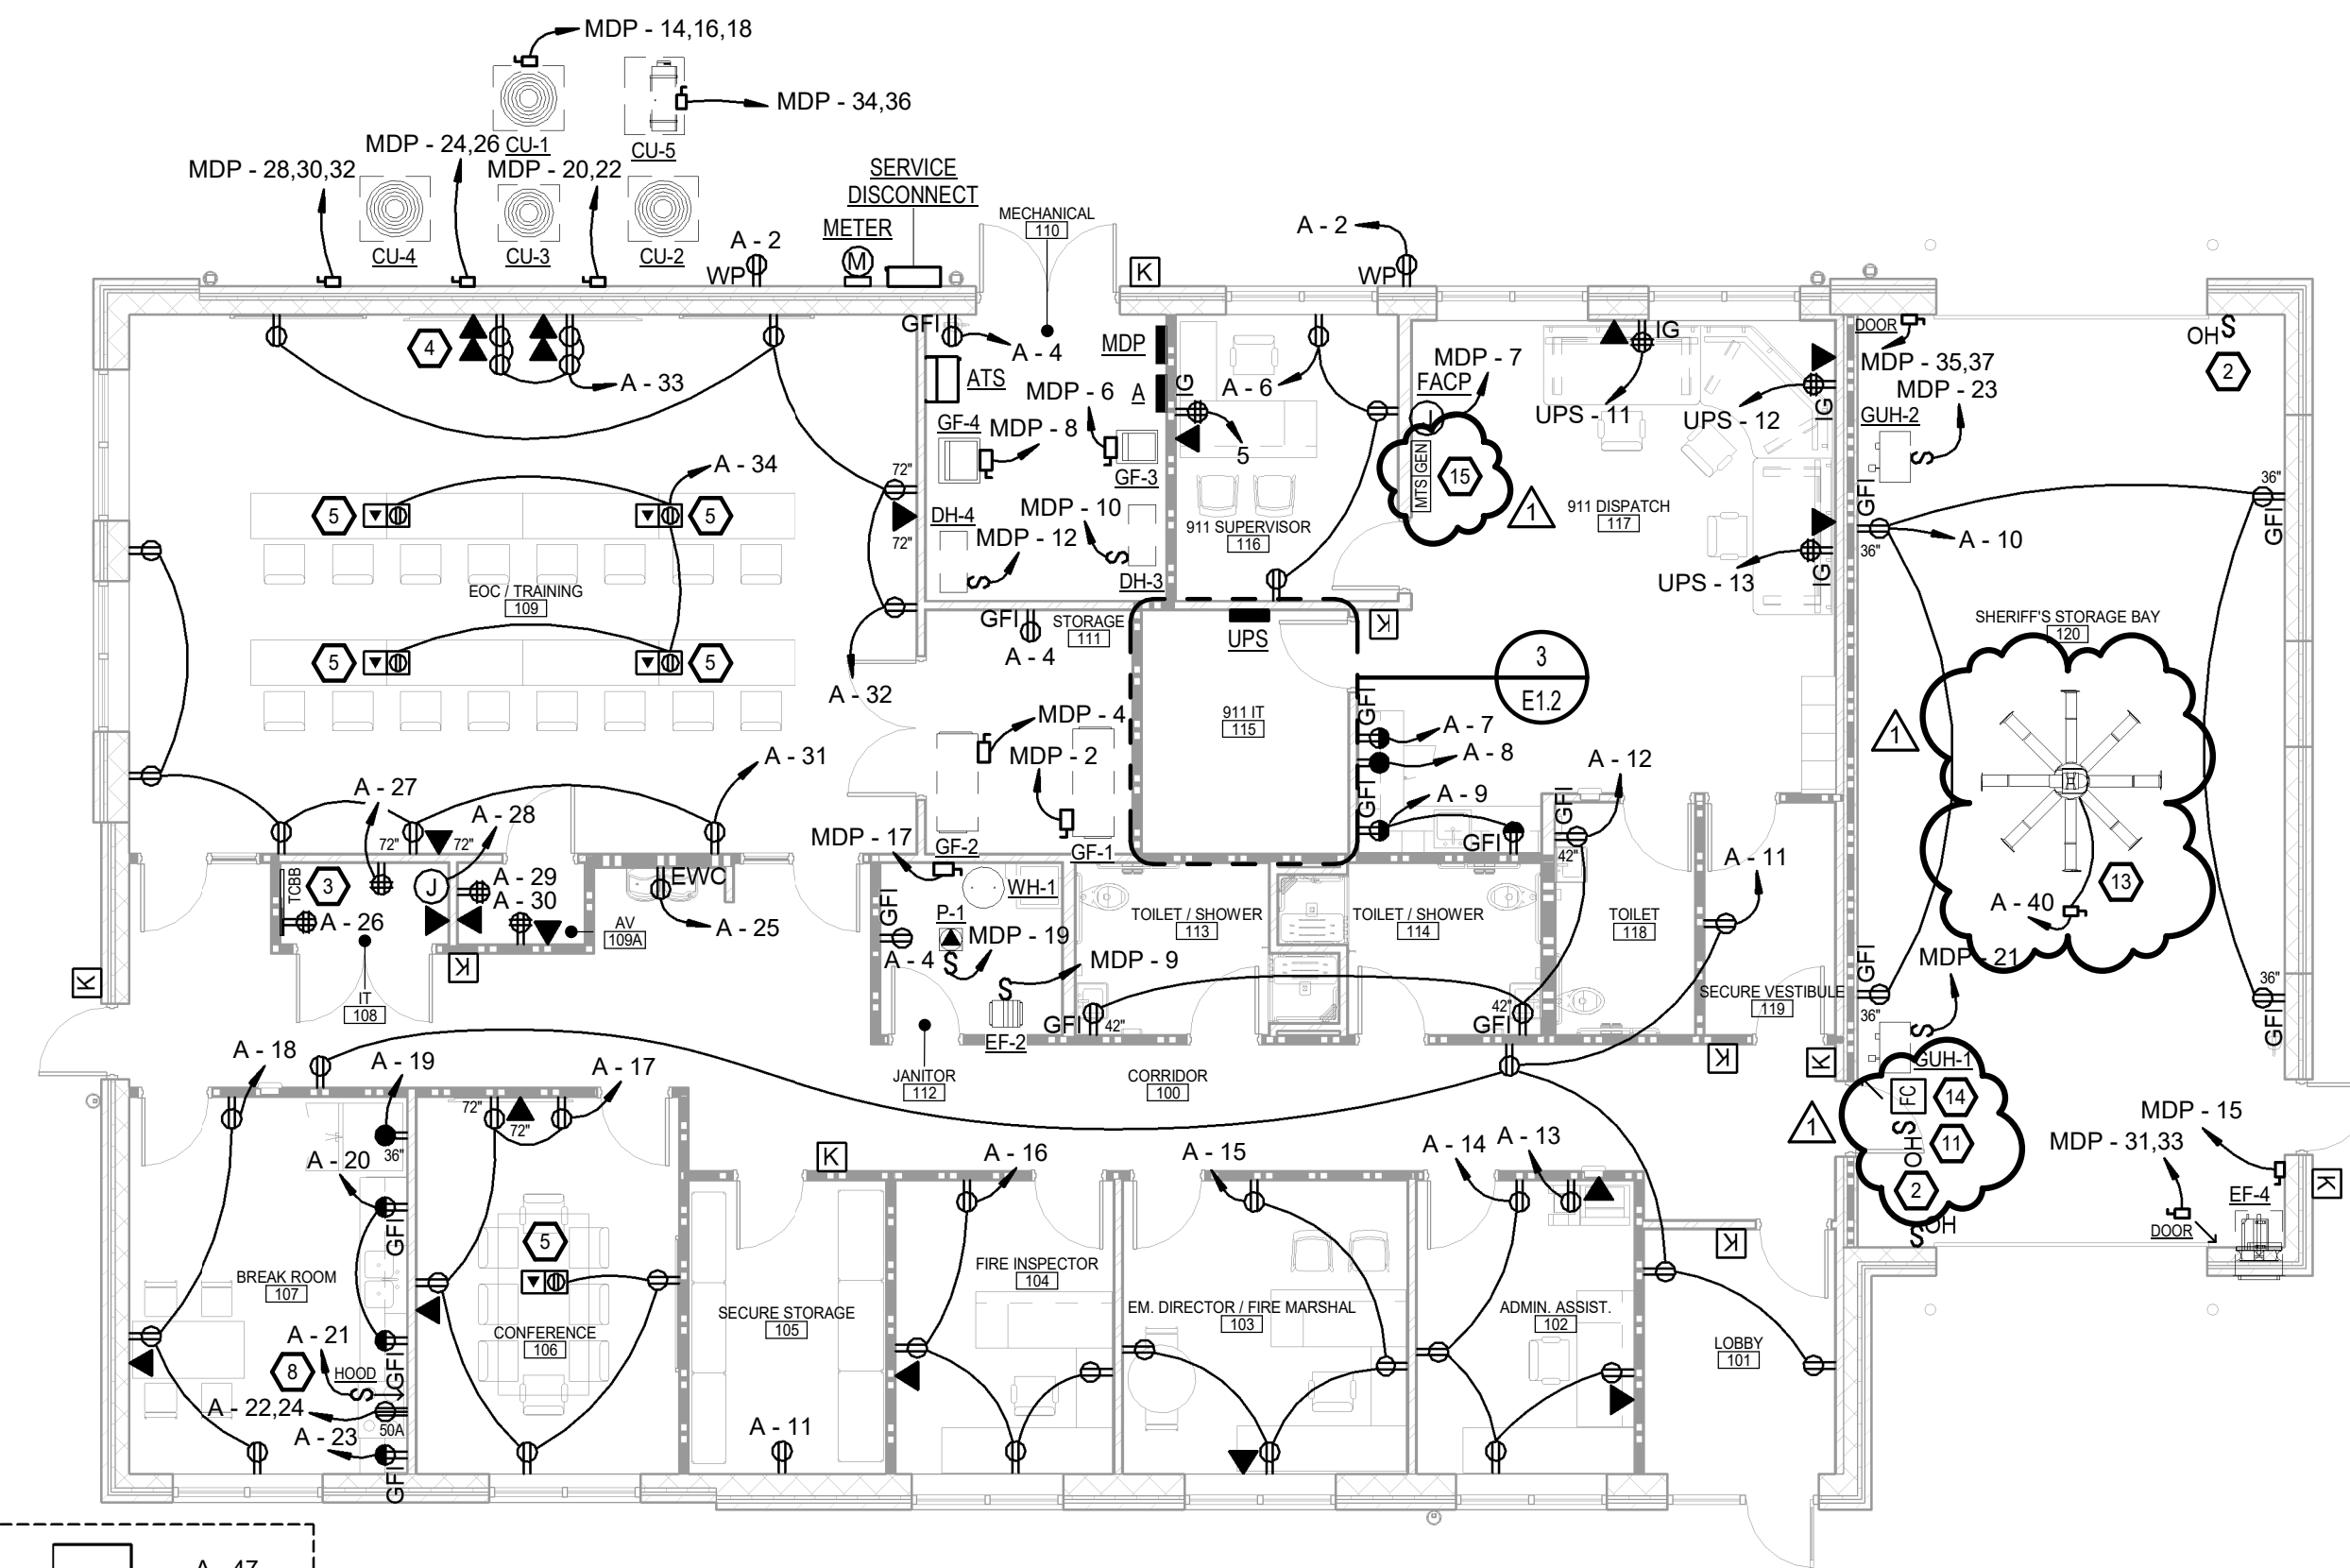 MDP - 14,16,18
MDP - 34,36
MDP - 24,26
CU-1
CU-5
MDP - 28,30,32
MDP - 20,22
SERVICE
DISCONNECT
METER
M
MECHANICAL
110
CU-4
CU-3
CU-2
A - 2
WP
K
A - 2
WP
4
A - 33
GFI
A - 4
MDP
ATS
A
IG
MDP - 6
GF-4
MDP - 8
GF-3
A - 6
5
MDP - 7
FACP
J
MTS
GEN
15
1
IG
UPS - 11
UPS - 12
IG
DOOR
MDP - 35,37
MDP - 23
GUH-2
S
OH
S
2
A - 34
5
5
72"
72"
DH-4
MDP - 10
MDP - 12
S
S
DH-3
911 SUPERVISOR
116
911 DISPATCH
117
UPS - 13
IG
GFI
36"
A - 10
36"
GFI
EOC / TRAINING
109
5
5
GFI
STORAGE
111
A - 4
UPS
K
3
E1.2
SHERIFF'S STORAGE BAY
120
A - 32
MDP - 4
MDP - 2
911 IT
115
GFI
A - 7
A - 8
GFI
A - 9
GFI
A - 12
GFI
42"
1
13
A - 40
A - 31
A - 27
A - 28
72"
72"
MDP - 17
GF-2
GF-1
A - 11
TCBB
3
J
A - 29
A - 30
A - 26
EWC
A - 25
AV
109A
GFI
WH-1
P-1
MDP - 19
A - 4
S
MDP - 9
S
TOILET / SHOWER
113
TOILET / SHOWER
114
TOILET
118
K
K
IT
108
GFI
42"
42"
GFI
EF-2
SECURE VESTIBULE
119
GFI
36"
MDP - 21
S
36"
GFI
JANITOR
112
CORRIDOR
100
K
K
GUH-1
FC
14
11
S
OH
2
S
OH
1
MDP - 15
MDP - 31,33
EF-4
DOOR
K
A - 18
A - 19
A - 17
72"
72"
36"
A - 20
GFI
K
A - 16
A - 15
A - 14
A - 13
BREAK ROOM
107
5
CONFERENCE
106
SECURE STORAGE
105
FIRE INSPECTOR
104
EM. DIRECTOR / FIRE MARSHAL
103
ADMIN. ASSIST.
102
K
LOBBY
101
A - 21
8
HOOD
S
GFI
A - 22,24
50A
A - 23
GFI
A - 11
A - 47